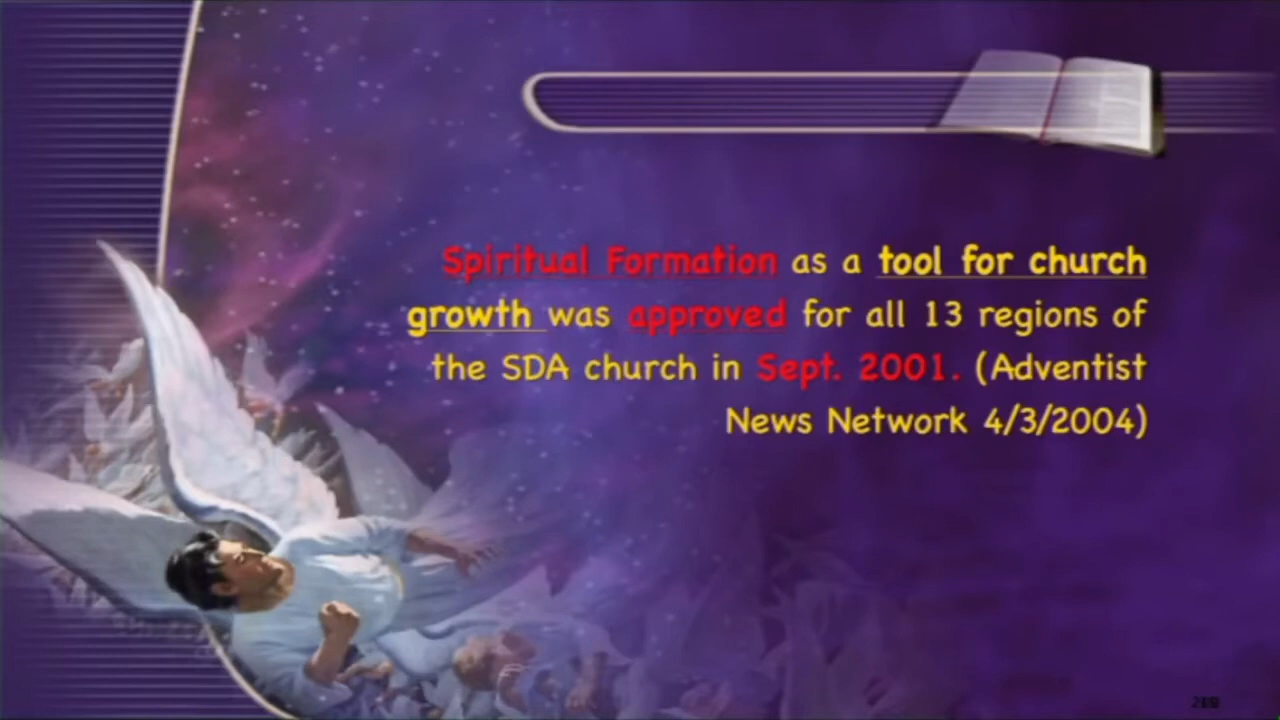 Spiritual Formation as a tool for church
growth was approved for all 13 regions of
the SDA church in Sept. 2001. (Adventist
News Network 4/3/2004)